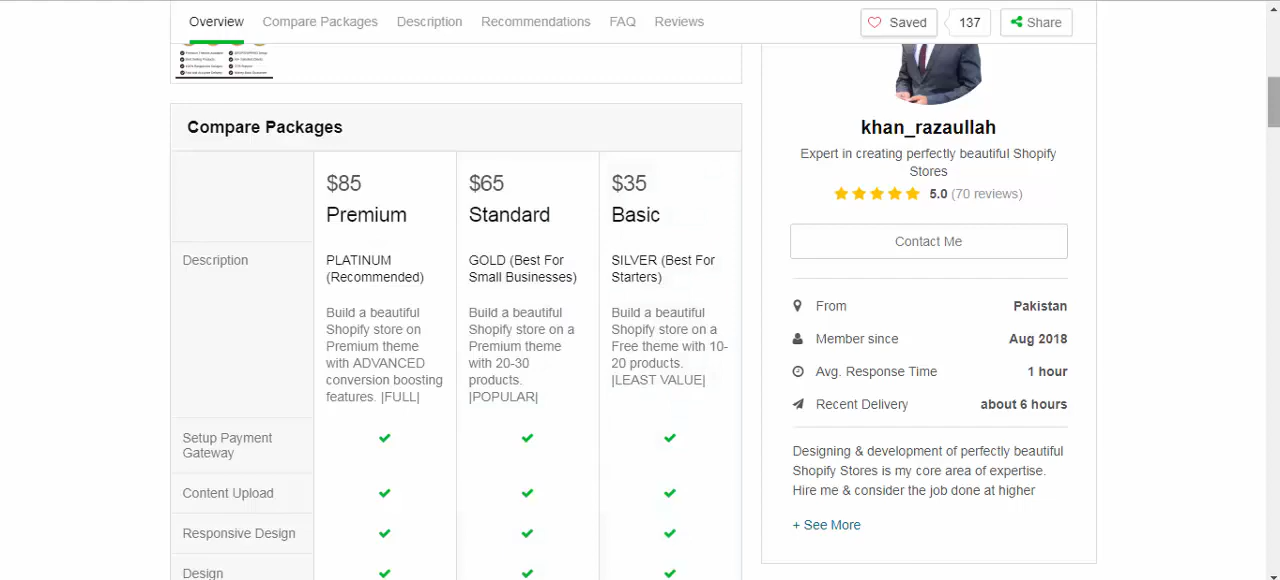 Overview Compare Packages Description Recommendations FAQ Reviews
Saved 137 Share
Compare Packages
$85 $65 $35
Premium Standard Basic
Description
PLATINUM
(Recommended)
Build a beautiful
Shopify store on
Premium theme
with ADVANCED
conversion boosting
features. |FULL|
GOLD (Best For
Small Businesses)
Build a beautiful
Shopify store on a
Premium theme
with 20-30
products.
|POPULAR|
SILVER (Best For
Starters)
Build a beautiful
Shopify store on a
Free theme with 10-
20 products.
|LEAST VALUE|
Setup Payment
Gateway
Content Upload
Responsive Design
Design
khan_razaullah
Expert in creating perfectly beautiful Shopify
Stores
5.0 (70 reviews)
Contact Me
From Pakistan
Member since Aug 2018
Avg. Response Time 1 hour
Recent Delivery about 6 hours
Designing & development of perfectly beautiful
Shopify Stores is my core area of expertise.
Hire me & consider the job done at higher
+ See More